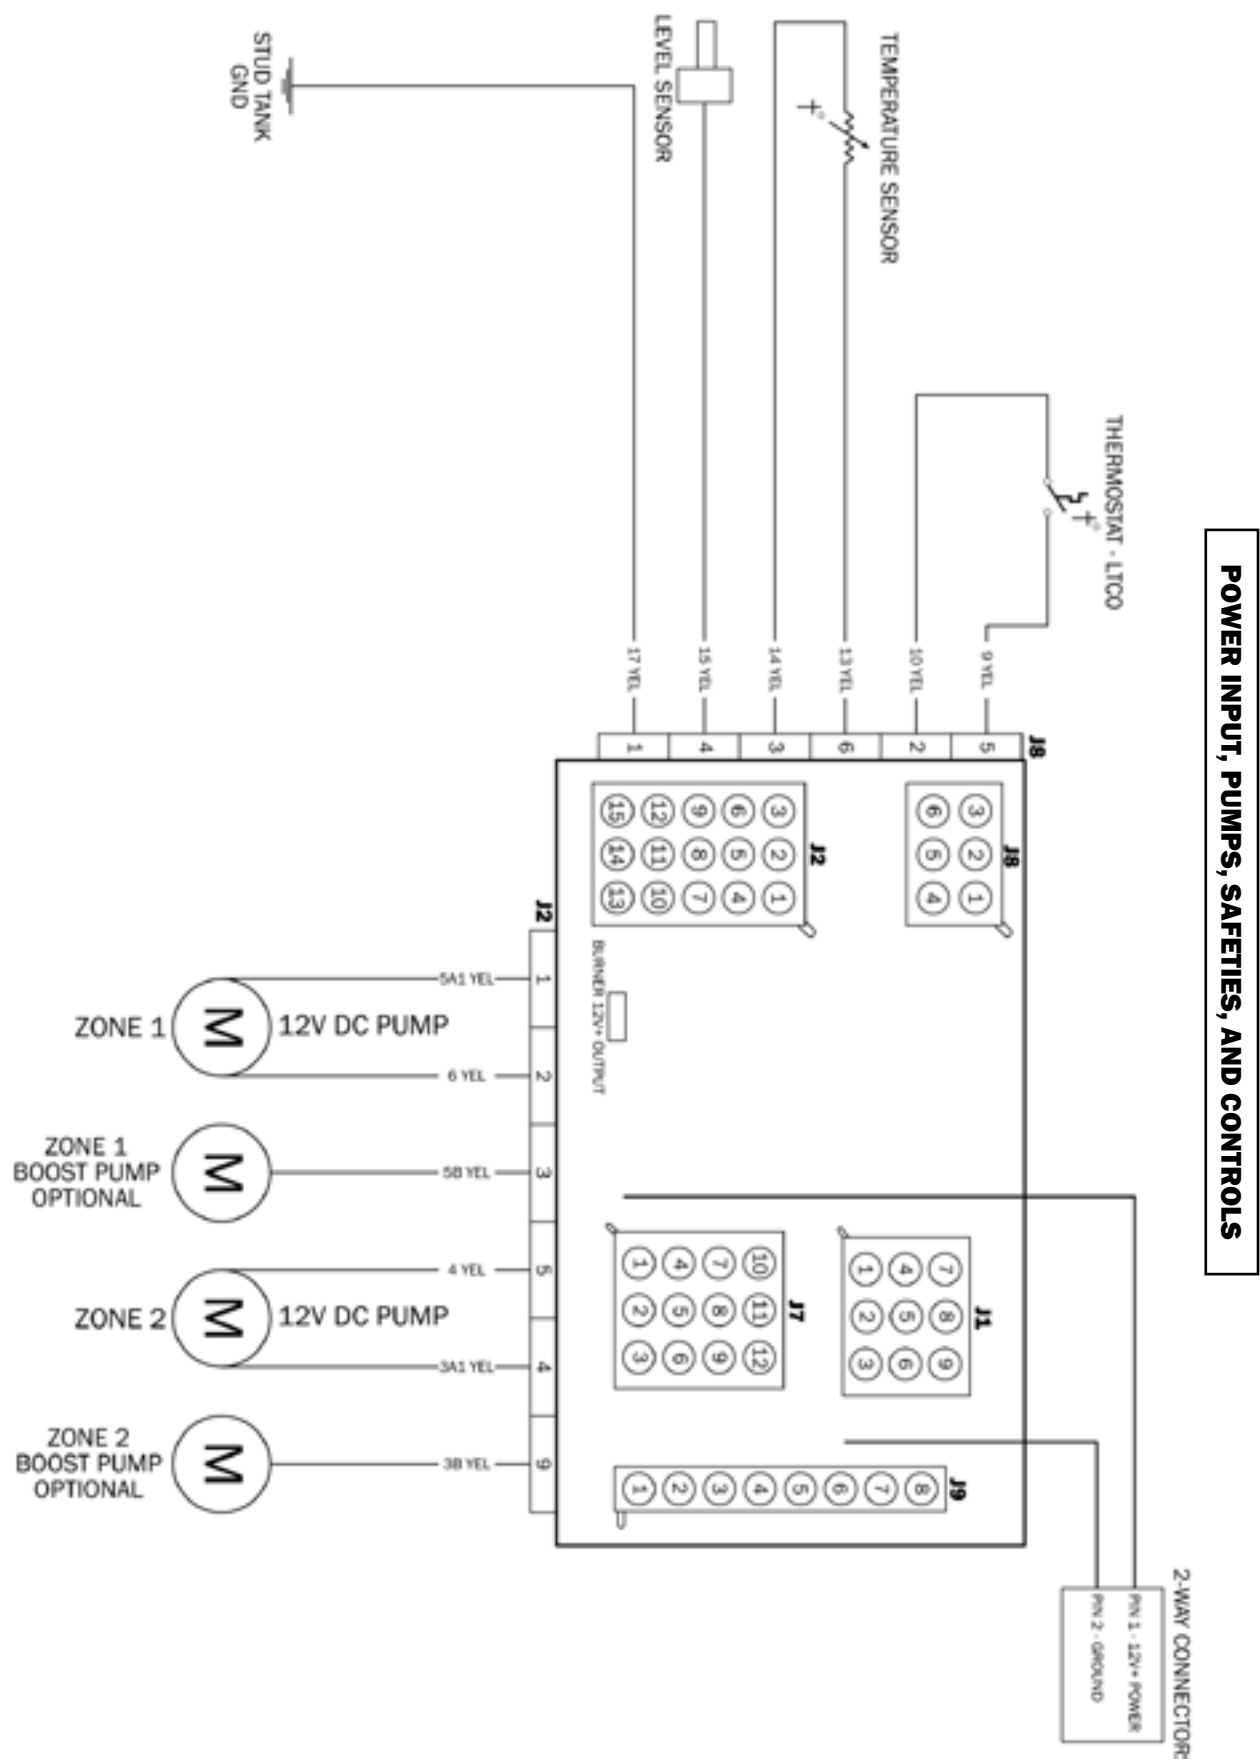 POWER INPUT, PUMPS, SAFETIES, AND CONTROLS
STUD TANK
GND
LEVEL SENSOR
TEMPERATURE SENSOR
t°
THERMOSTAT - LTCO
t°
17 YEL
15 YEL
14 YEL
13 YEL
10 YEL
9 YEL
J8
1
4
3
6
2
5
J2
3
2
1
6
5
4
9
8
7
12
11
10
15
14
13
J8
3
2
1
6
5
4
BURNER 12V+ OUTPUT
J2
1
2
3
5
4
9
5A1 YEL
6 YEL
5B YEL
4 YEL
3A1 YEL
3B YEL
ZONE 1
M
12V DC PUMP
ZONE 1
BOOST PUMP
OPTIONAL
M
ZONE 2
M
12V DC PUMP
ZONE 2
BOOST PUMP
OPTIONAL
M
J7
10
11
12
7
8
9
4
5
6
1
2
3
J1
7
8
9
4
5
6
1
2
3
J9
8
7
6
5
4
3
2
1
2-WAY CONNECTOR
PIN 1 - 12V+ POWER
PIN 2 - GROUND